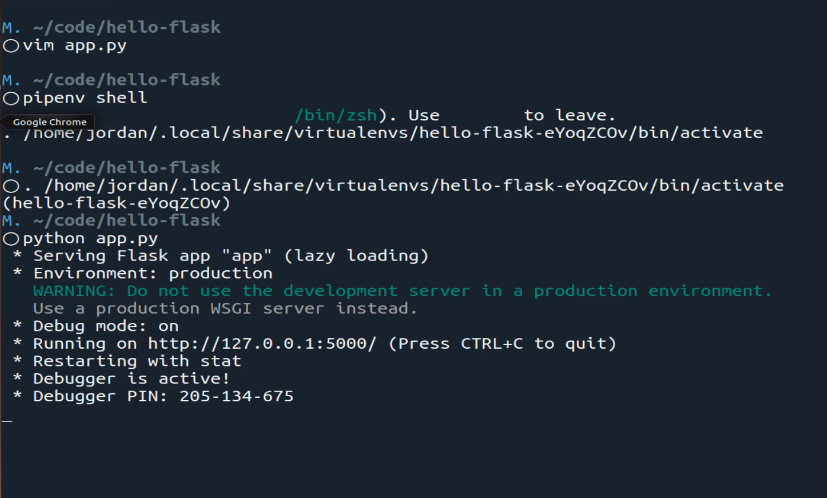 M. ~/code/hello-flask
vim app.py
M. ~/code/hello-flask
pipenv shell
/bin/zsh). Use to leave.
Google Chrome
. /home/jordan/.local/share/virtualenvs/hello-flask-eYoqZCOv/bin/activate
M. ~/code/hello-flask
. /home/jordan/.local/share/virtualenvs/hello-flask-eYoqZCOv/bin/activate
(hello-flask-eYoqZCOv)
M. ~/code/hello-flask
python app.py
* Serving Flask app "app" (lazy loading)
* Environment: production
WARNING: Do not use the development server in a production environment.
Use a production WSGI server instead.
* Debug mode: on
* Running on http://127.0.0.1:5000/ (Press CTRL+C to quit)
* Restarting with stat
* Debugger is active!
* Debugger PIN: 205-134-675